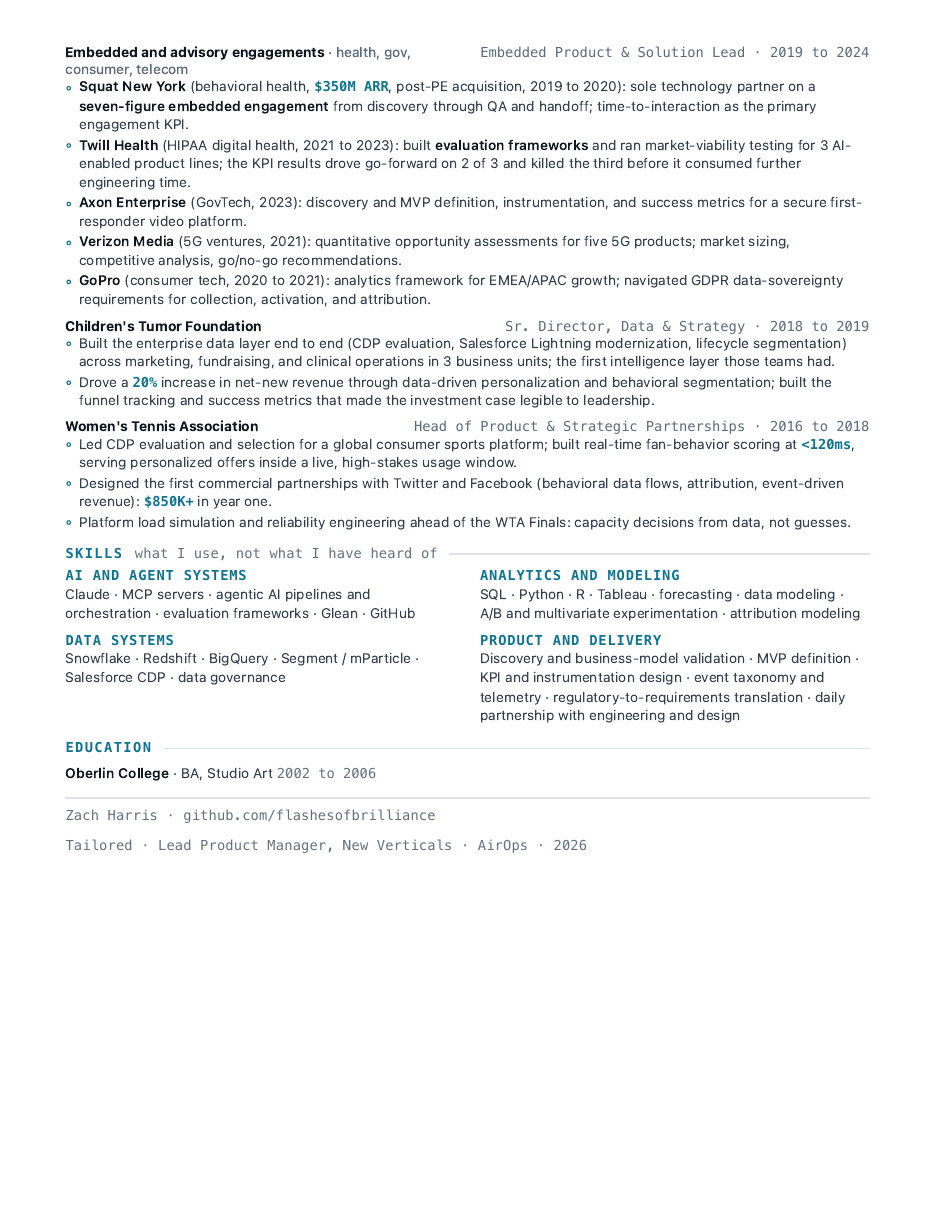 Embedded and advisory engagements · health, gov, consumer, telecom
Embedded Product & Solution Lead · 2019 to 2024
Squat New York (behavioral health, $350M ARR, post-PE acquisition, 2019 to 2020): sole technology partner on a
seven-figure embedded engagement from discovery through QA and handoff; time-to-interaction as the primary
engagement KPI.
Twill Health (HIPAA digital health, 2021 to 2023): built evaluation frameworks and ran market-viability testing for 3 AI-
enabled product lines; the KPI results drove go-forward on 2 of 3 and killed the third before it consumed further
engineering time.
Axon Enterprise (GovTech, 2023): discovery and MVP definition, instrumentation, and success metrics for a secure first-
responder video platform.
Verizon Media (5G ventures, 2021): quantitative opportunity assessments for five 5G products; market sizing,
competitive analysis, go/no-go recommendations.
GoPro (consumer tech, 2020 to 2021): analytics framework for EMEA/APAC growth; navigated GDPR data-sovereignty
requirements for collection, activation, and attribution.
Children's Tumor Foundation
Sr. Director, Data & Strategy · 2018 to 2019
Built the enterprise data layer end to end (CDP evaluation, Salesforce Lightning modernization, lifecycle segmentation)
across marketing, fundraising, and clinical operations in 3 business units; the first intelligence layer those teams had.
Drove a 20% increase in net-new revenue through data-driven personalization and behavioral segmentation; built the
funnel tracking and success metrics that made the investment case legible to leadership.
Women's Tennis Association
Head of Product & Strategic Partnerships · 2016 to 2018
Led CDP evaluation and selection for a global consumer sports platform; built real-time fan-behavior scoring at <120ms,
serving personalized offers inside a live, high-stakes usage window.
Designed the first commercial partnerships with Twitter and Facebook (behavioral data flows, attribution, event-driven
revenue): $850K+ in year one.
Platform load simulation and reliability engineering ahead of the WTA Finals: capacity decisions from data, not guesses.
SKILLS what I use, not what I have heard of
AI AND AGENT SYSTEMS
Claude · MCP servers · agentic AI pipelines and
orchestration · evaluation frameworks · Glean · GitHub
ANALYTICS AND MODELING
SQL · Python · R · Tableau · forecasting · data modeling ·
A/B and multivariate experimentation · attribution modeling
DATA SYSTEMS
Snowflake · Redshift · BigQuery · Segment / mParticle ·
Salesforce CDP · data governance
PRODUCT AND DELIVERY
Discovery and business-model validation · MVP definition ·
KPI and instrumentation design · event taxonomy and
telemetry · regulatory-to-requirements translation · daily
partnership with engineering and design
EDUCATION
Oberlin College · BA, Studio Art 2002 to 2006
Zach Harris · github.com/flashesofbrilliance
Tailored · Lead Product Manager, New Verticals · AirOps · 2026